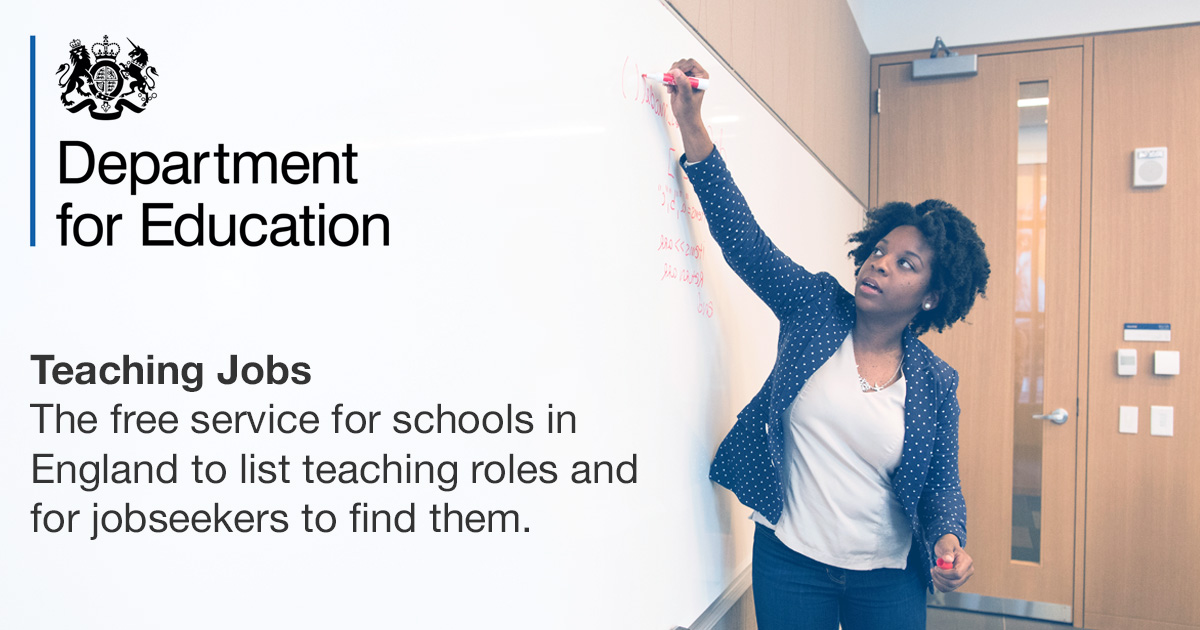 Department
for Education
Teaching Jobs
The free service for schools in
England to list teaching roles and
for jobseekers to find them.